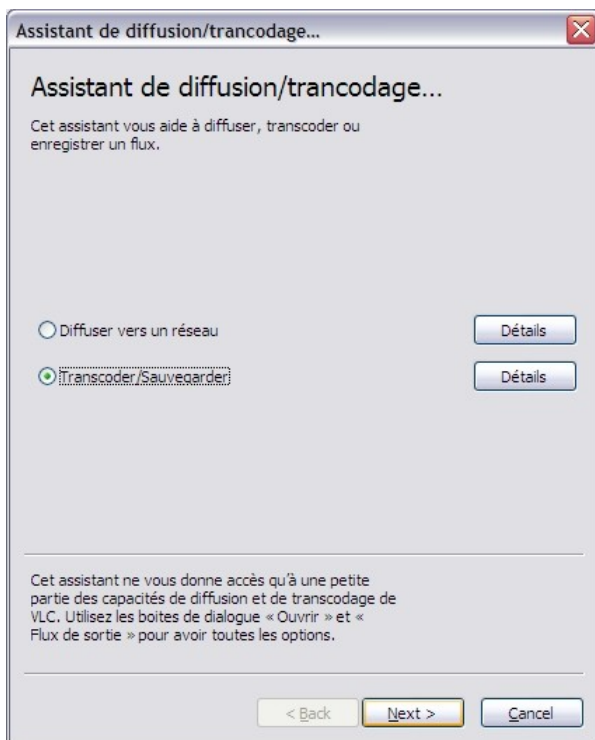 Assistant de diffusion/trancodage...
Assistant de diffusion/trancodage...
Cet assistant vous aide à diffuser, transcoder ou
enregistrer un flux.
Diffuser vers un réseau
Détails
Transcoder/Sauvegarder
Détails
Cet assistant ne vous donne accès qu'à une petite
partie des capacités de diffusion et de transcodage de
VLC. Utilisez les boites de dialogue « Ouvrir » et «
Flux de sortie » pour avoir toutes les options.
< Back
Next >
Cancel